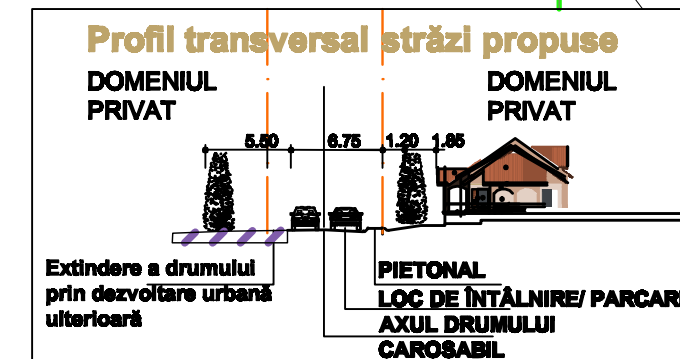 Profil transversal străzi propuse
DOMENIUL
PRIVAT
DOMENIUL
PRIVAT
5.50 6.75 1.20 1.85
Extindere a drumului
prin dezvoltare urbană
ulterioară
PIETONAL
LOC DE ÎNTÂLNIRE/ PARCARE
AXUL DRUMULUI
CAROSABIL